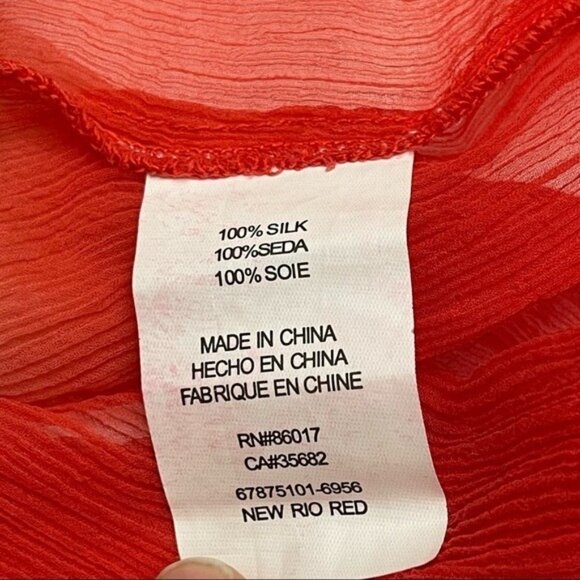 100% SILK
100%SEDA
100% SOIE
MADE IN CHINA
HECHO EN CHINA
FABRIQUE EN CHINE
RN#86017
CA#35682
67875101-6956
NEW RIO RED